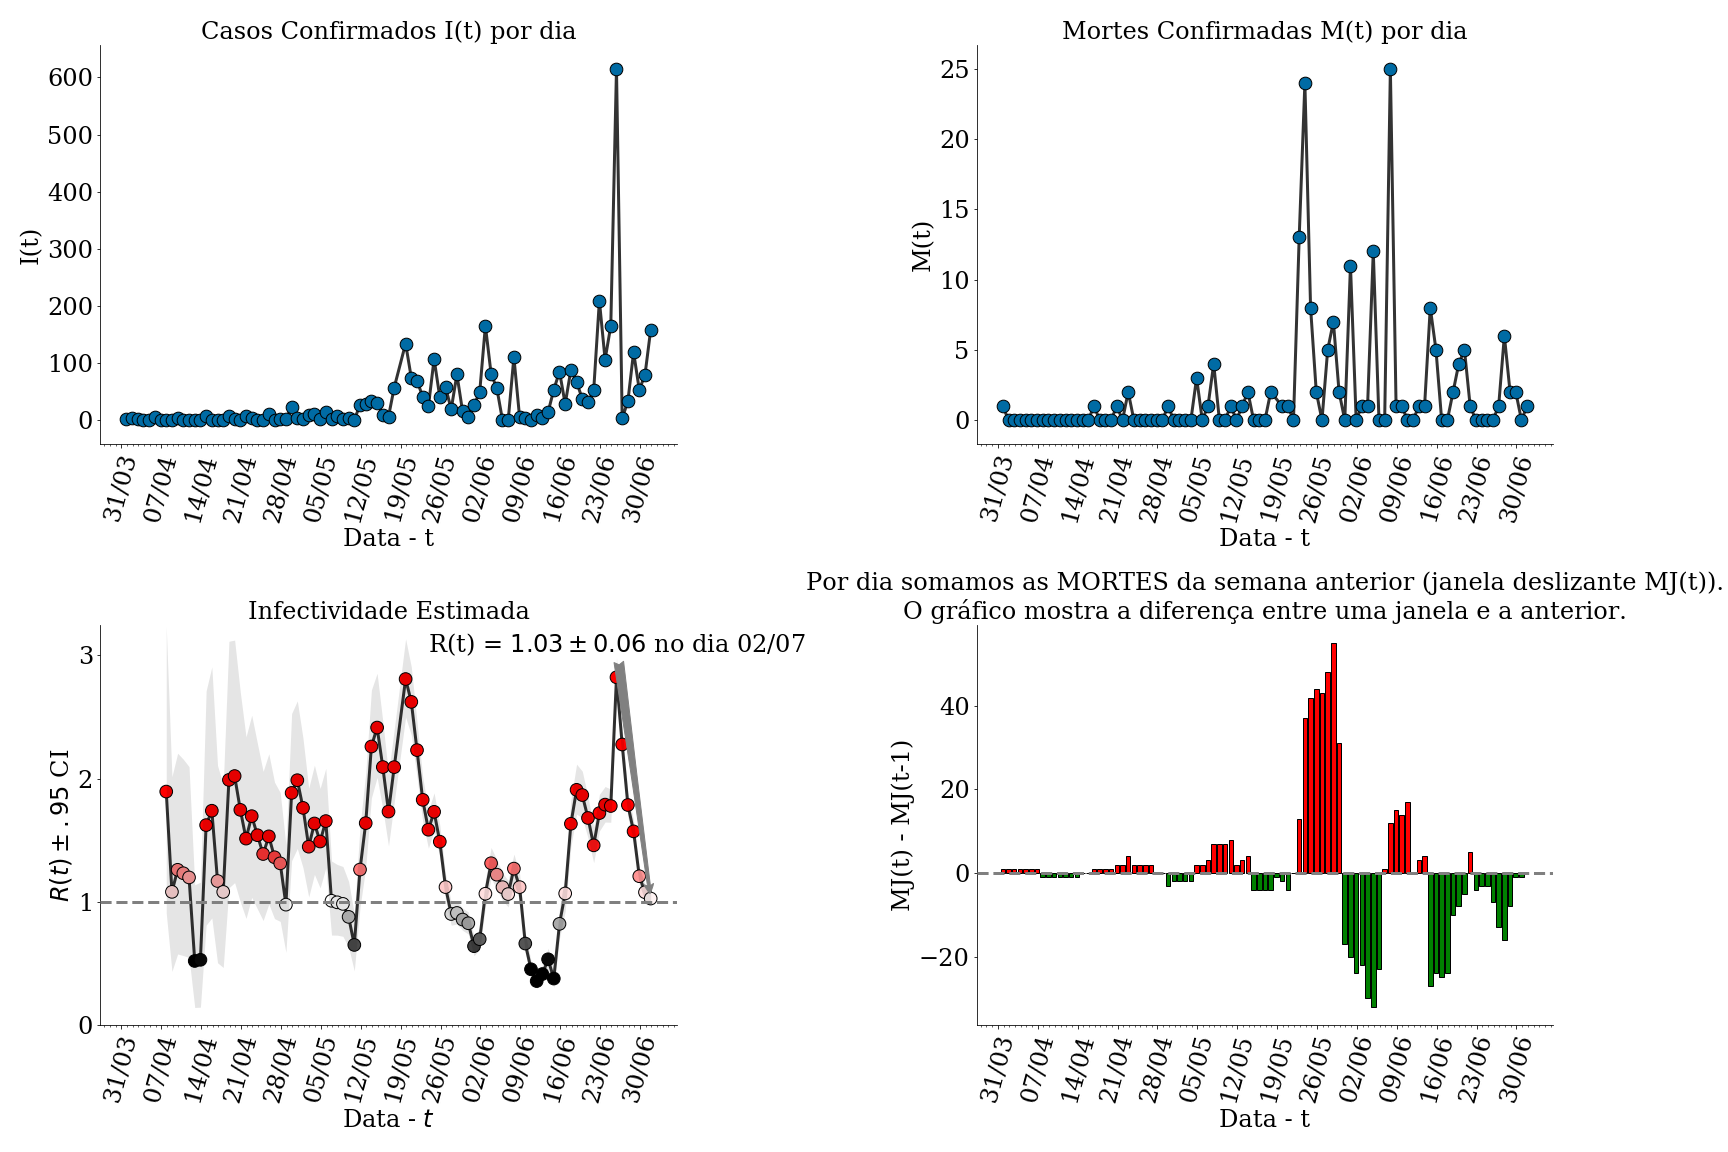 Casos Confirmados I(t) por dia
I(t)
600
500
400
300
200
100
0
31/03 07/04 14/04 21/04 28/04 05/05 12/05 19/05 26/05 02/06 09/06 16/06 23/06 30/06
Data - t
Mortes Confirmadas M(t) por dia
M(t)
25
20
15
10
5
0
31/03 07/04 14/04 21/04 28/04 05/05 12/05 19/05 26/05 02/06 09/06 16/06 23/06 30/06
Data - t
Infectividade Estimada
R(t) = 1.03 ± 0.06 no dia 02/07
R(t) ± . 95 CI
3
2
1
0
31/03 07/04 14/04 21/04 28/04 05/05 12/05 19/05 26/05 02/06 09/06 16/06 23/06 30/06
Data - t
Por dia somamos as MORTES da semana anterior (janela deslizante MJ(t)).
O gráfico mostra a diferença entre uma janela e a anterior.
MJ(t) - MJ(t-1)
40
20
0
−20
31/03 07/04 14/04 21/04 28/04 05/05 12/05 19/05 26/05 02/06 09/06 16/06 23/06 30/06
Data - t